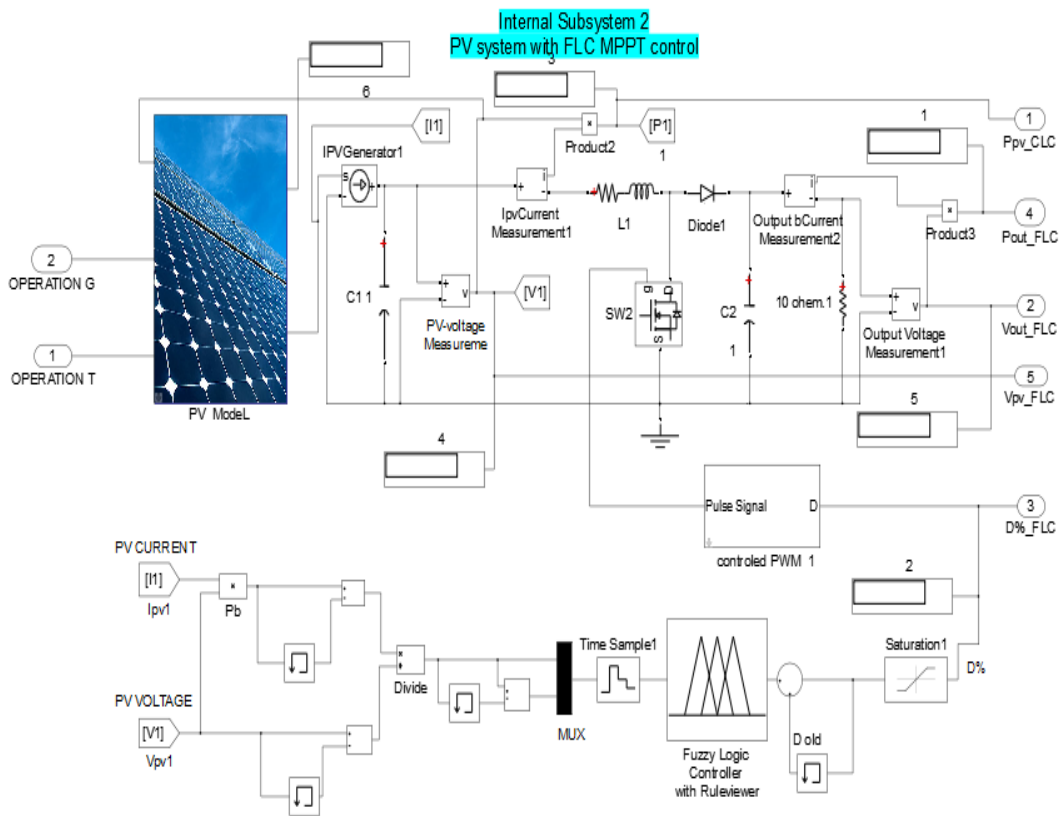 Internal Subsystem 2
PV system with FLC MPPT control
3
6
[I1]
IPVGenerator1
s
+
-
Product2
×
[P1]
1
1
1
Ppv_CLC
+
i
-
IpvCurrent
Measurement1
L1
Diode1
+
i
-
Output bCurrent
Measurement2
×
Product3
4
Pout_FLC
2
OPERATION G
1
OPERATION T
PV ModeL
C1 1
+
-
v
PV-voltage
Measureme
[V1]
SW2
g
D
S
C2
1
10 ohem.1
+
-
v
Output Voltage
Measurement1
2
Vout_FLC
5
Vpv_FLC
5
4
Pulse Signal
D
controled PWM 1
3
D%_FLC
2
PV CURRENT
[I1]
Ipv1
×
Pb
PV VOLTAGE
[V1]
Vpv1
×
÷
Divide
MUX
Time Sample1
Fuzzy Logic
Controller
with Ruleviewer
D old
Saturation1
D%